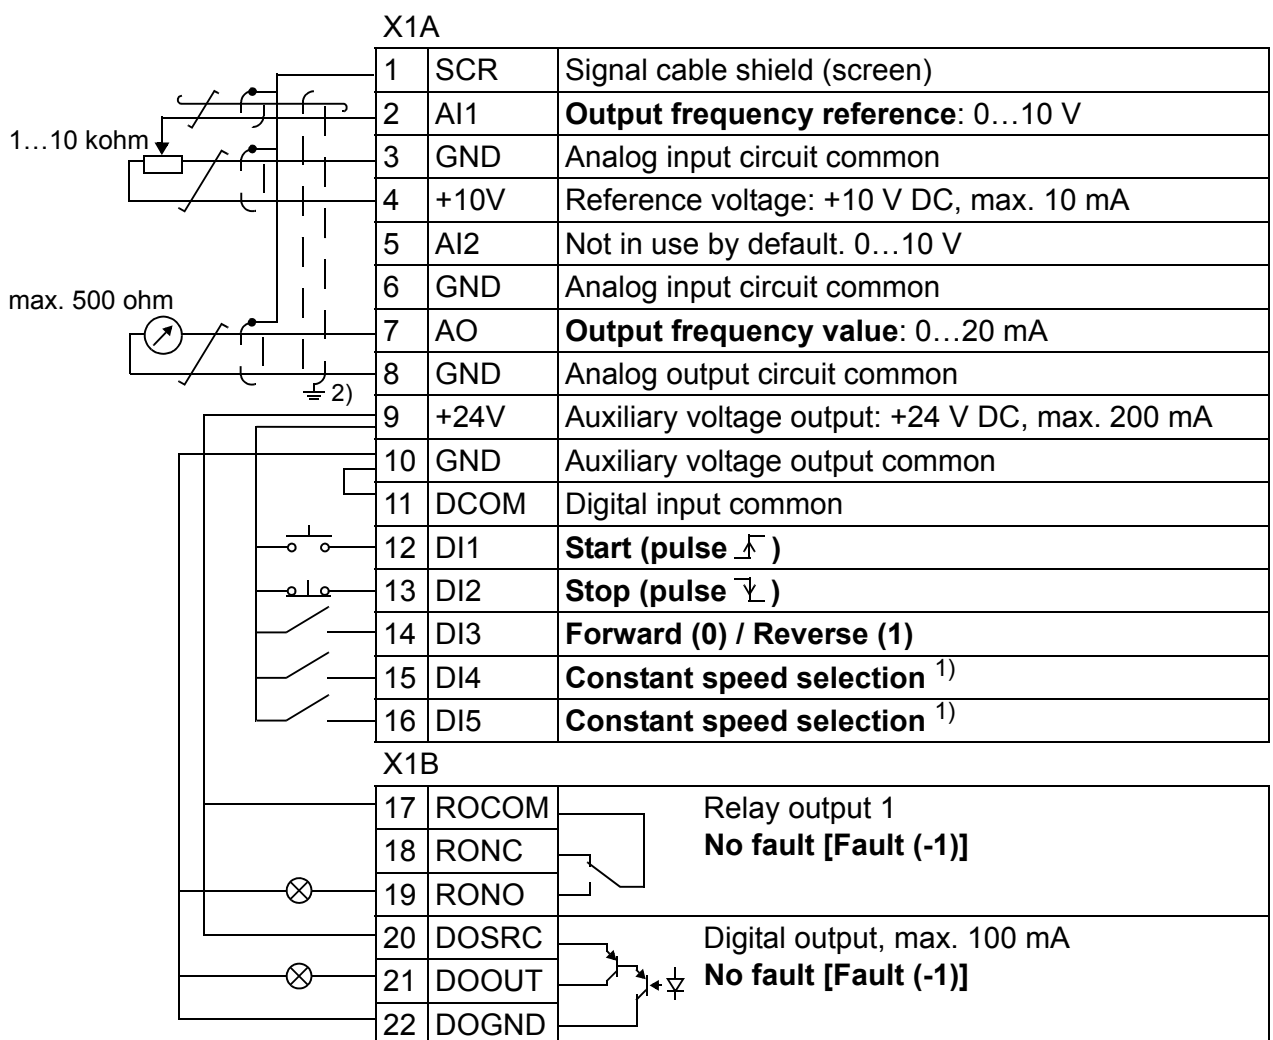 X1A
1 SCR Signal cable shield (screen)
2 AI1 Output frequency reference: 0…10 V
1…10 kohm
3 GND Analog input circuit common
4 +10V Reference voltage: +10 V DC, max. 10 mA
5 AI2 Not in use by default. 0…10 V
6 GND Analog input circuit common
max. 500 ohm
7 AO Output frequency value: 0…20 mA
8 GND Analog output circuit common
2)
9 +24V Auxiliary voltage output: +24 V DC, max. 200 mA
10 GND Auxiliary voltage output common
11 DCOM Digital input common
12 DI1 Start (pulse )
13 DI2 Stop (pulse )
14 DI3 Forward (0) / Reverse (1)
15 DI4 Constant speed selection 1)
16 DI5 Constant speed selection 1)
X1B
17 ROCOM Relay output 1
18 RONC No fault [Fault (-1)]
19 RONO
20 DOSRC Digital output, max. 100 mA
21 DOOUT No fault [Fault (-1)]
22 DOGND